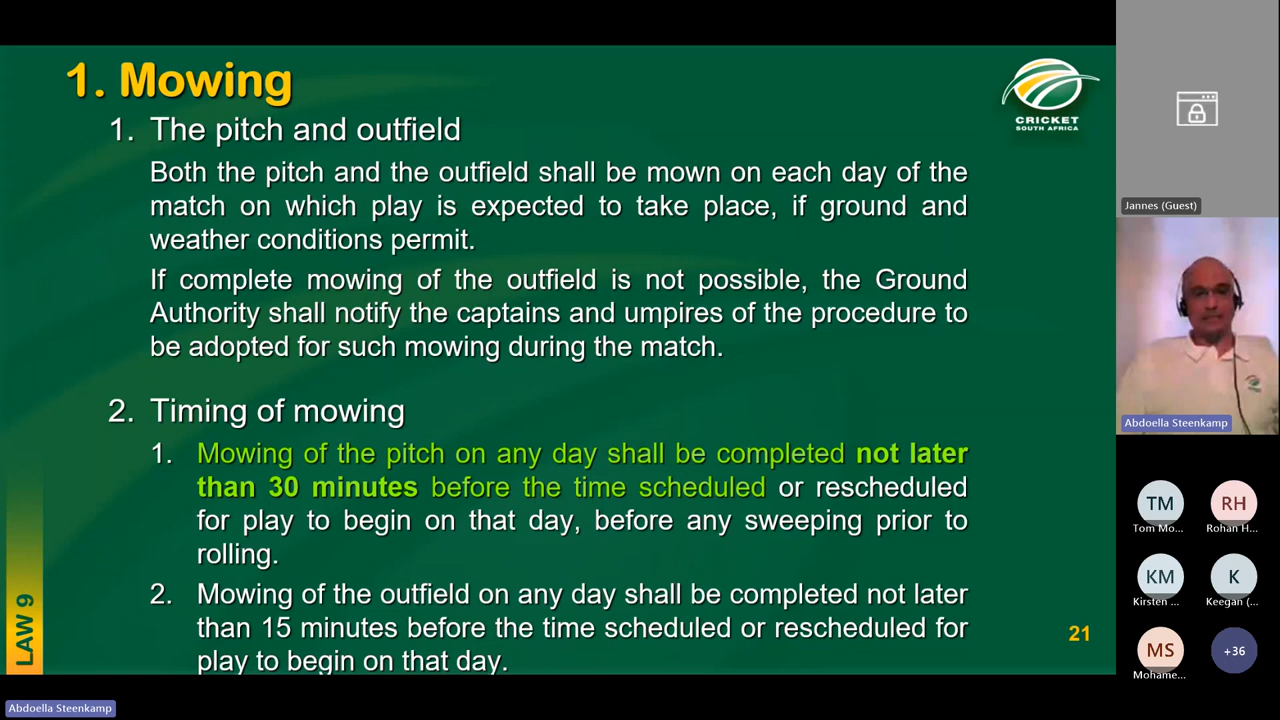 1. Mowing
CRICKET
SOUTH AFRICA
1. The pitch and outfield
Both the pitch and the outfield shall be mown on each day of the
match on which play is expected to take place, if ground and
weather conditions permit.
If complete mowing of the outfield is not possible, the Ground
Authority shall notify the captains and umpires of the procedure to
be adopted for such mowing during the match.
2. Timing of mowing
1. Mowing of the pitch on any day shall be completed not later
than 30 minutes before the time scheduled or rescheduled
for play to begin on that day, before any sweeping prior to
rolling.
2. Mowing of the outfield on any day shall be completed not later
than 15 minutes before the time scheduled or rescheduled for
play to begin on that day.
LAW 9
21
Abdoella Steenkamp
Jannes (Guest)
Abdoella Steenkamp
TM
Tom Mo...
RH
Rohan H...
KM
Kirsten ...
K
Keegan (...
MS
Mohame...
+36